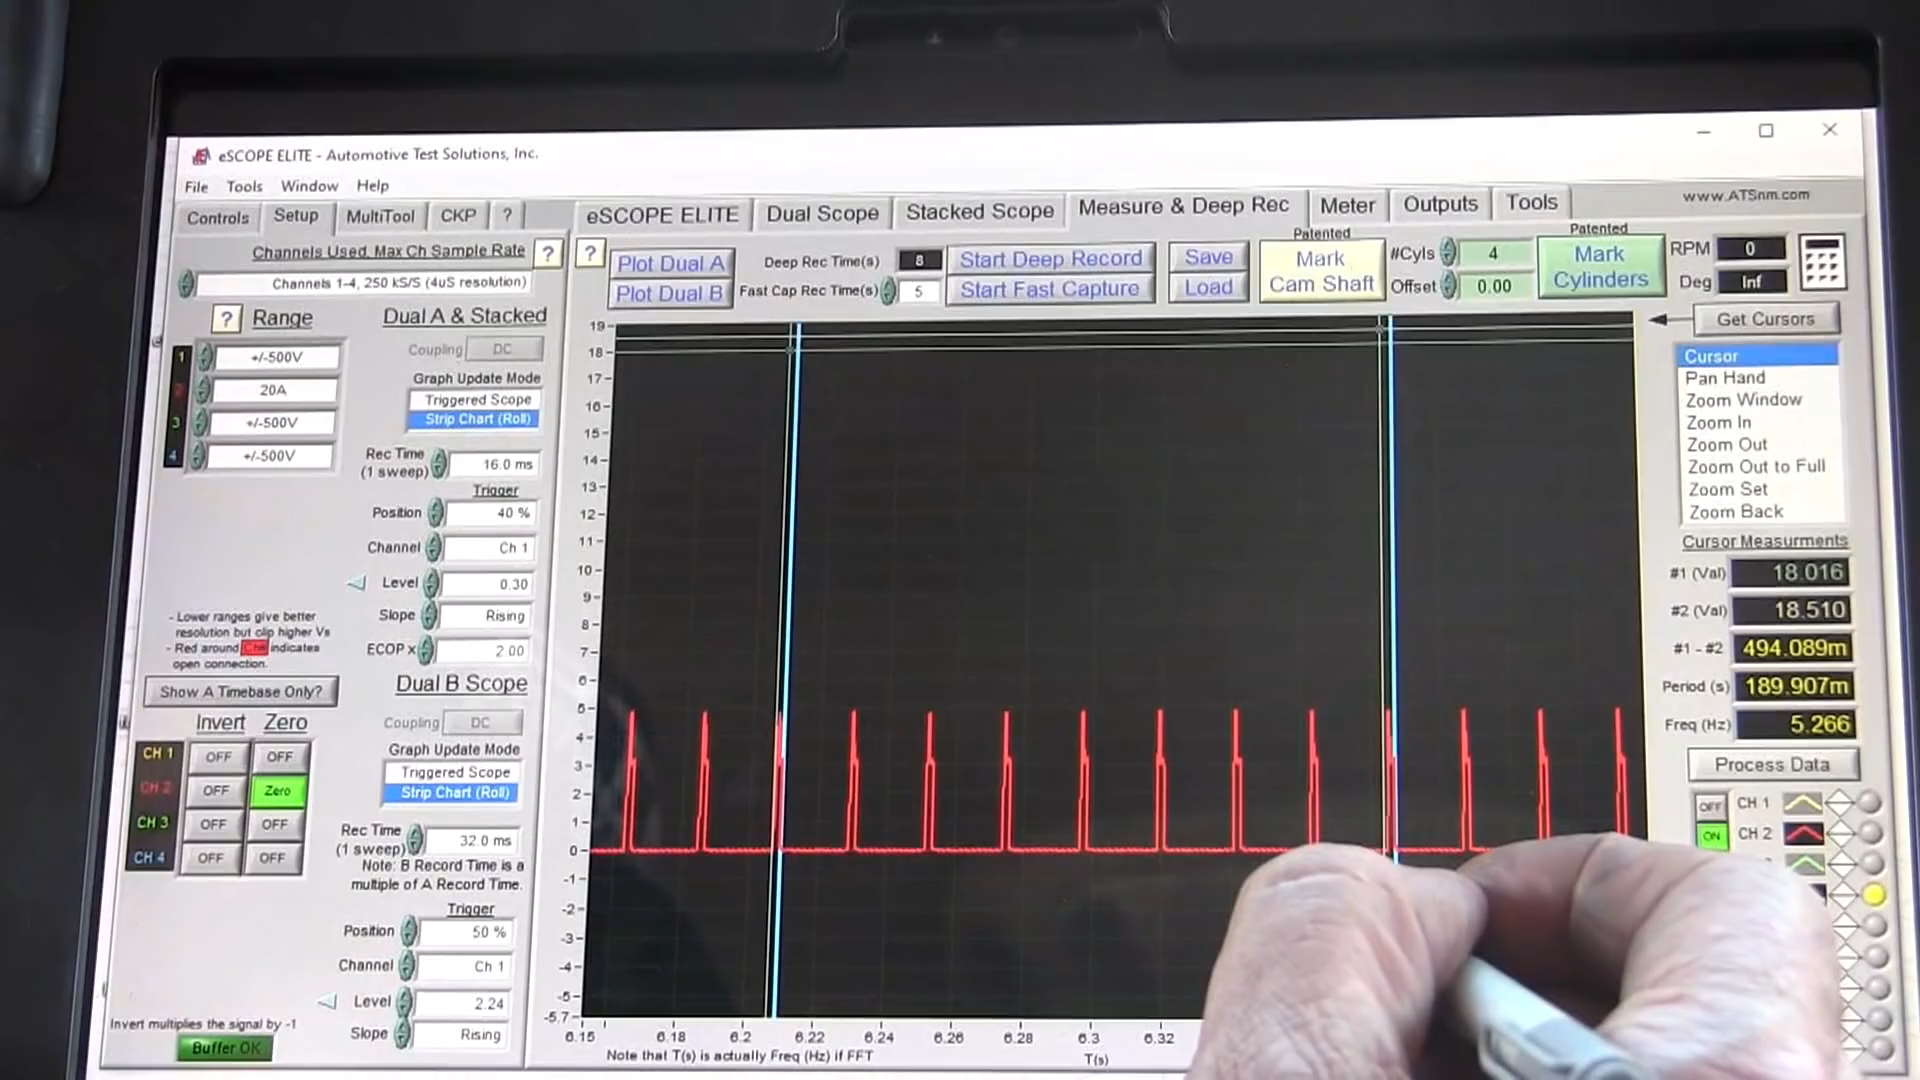 eSCOPE ELITE - Automotive Test Solutions, Inc.
File Tools Window Help
www.ATSnm.com
Controls Setup MultiTool CKP ?
eSCOPE ELITE Dual Scope Stacked Scope Measure & Deep Rec Meter Outputs Tools
Channels Used, Max Ch Sample Rate ?
Channels 1-4, 250 kS/S (4uS resolution)
? Range
1 +/-500V
2 20A
3 +/-500V
4 +/-500V
Dual A & Stacked
Coupling DC
Graph Update Mode
Triggered Scope
Strip Chart (Roll)
Rec Time
(1 sweep) 16.0 ms
Trigger
Position 40 %
Channel Ch 1
Level 0.30
Slope Rising
ECOP x 2.00
- Lower ranges give better
resolution but clip higher Vs
- Red around indicates
open connection.
Show A Timebase Only?
Invert Zero
CH 1 OFF OFF
CH 2 OFF Zero
CH 3 OFF OFF
CH 4 OFF OFF
Dual B Scope
Coupling DC
Graph Update Mode
Triggered Scope
Strip Chart (Roll)
Rec Time
(1 sweep) 32.0 ms
Note: B Record Time is a
multiple of A Record Time.
Trigger
Position 50 %
Channel Ch 1
Level 2.24
Slope Rising
Invert multiplies the signal by -1
Buffer OK
?
Plot Dual A
Plot Dual B
Deep Rec Time(s) 8
Fast Cap Rec Time(s) 5
Start Deep Record
Start Fast Capture
Save
Load
Patented
Mark
Cam Shaft
#Cyls 4
Offset 0.00
Patented
Mark
Cylinders
RPM 0
Deg Inf
19
18
17
16
15
14
13
12
11
10
9
8
7
6
5
4
3
2
1
0
-1
-2
-3
-4
-5
-5.7
6.15 6.18 6.2 6.22 6.24 6.26 6.28 6.3 6.32
Note that T(s) is actually Freq (Hz) if FFT
T(s)
Get Cursors
Cursor
Pan Hand
Zoom Window
Zoom In
Zoom Out
Zoom Out to Full
Zoom Set
Zoom Back
Cursor Measurments
#1 (Val) 18.016
#2 (Val) 18.510
#1 - #2 494.089m
Period (s) 189.907m
Freq (Hz) 5.266
Process Data
OFF CH 1
ON CH 2